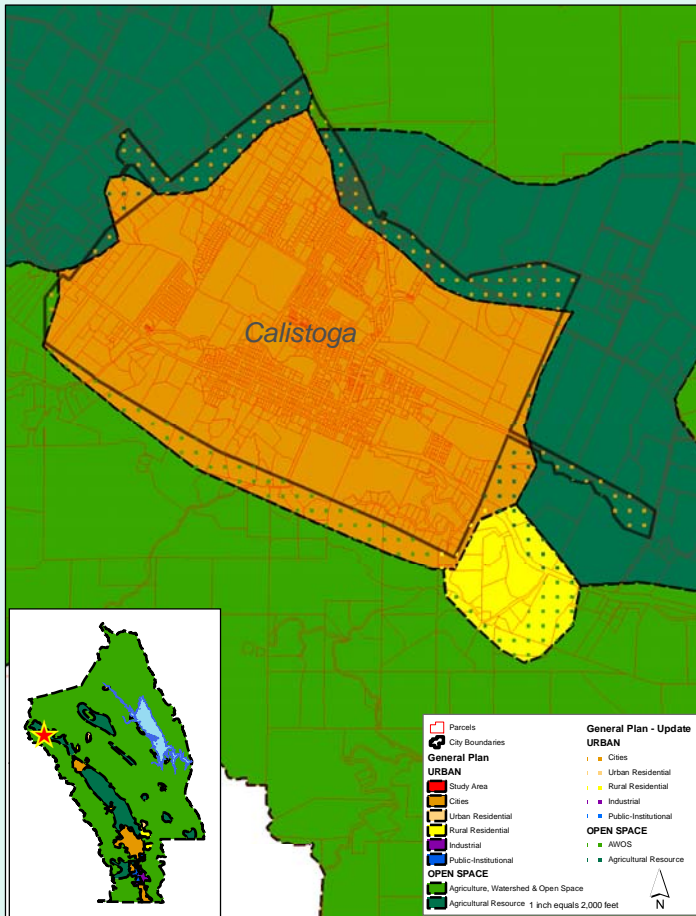 Calistoga
Parcels
City Boundaries
General Plan
URBAN
Study Area
Cities
Urban Residential
Rural Residential
Industrial
Public-Institutional
OPEN SPACE
Agriculture, Watershed & Open Space
Agricultural Resource
General Plan - Update
URBAN
Cities
Urban Residential
Rural Residential
Industrial
Public-Institutional
OPEN SPACE
AWOS
Agricultural Resource
1 inch equals 2,000 feet
N